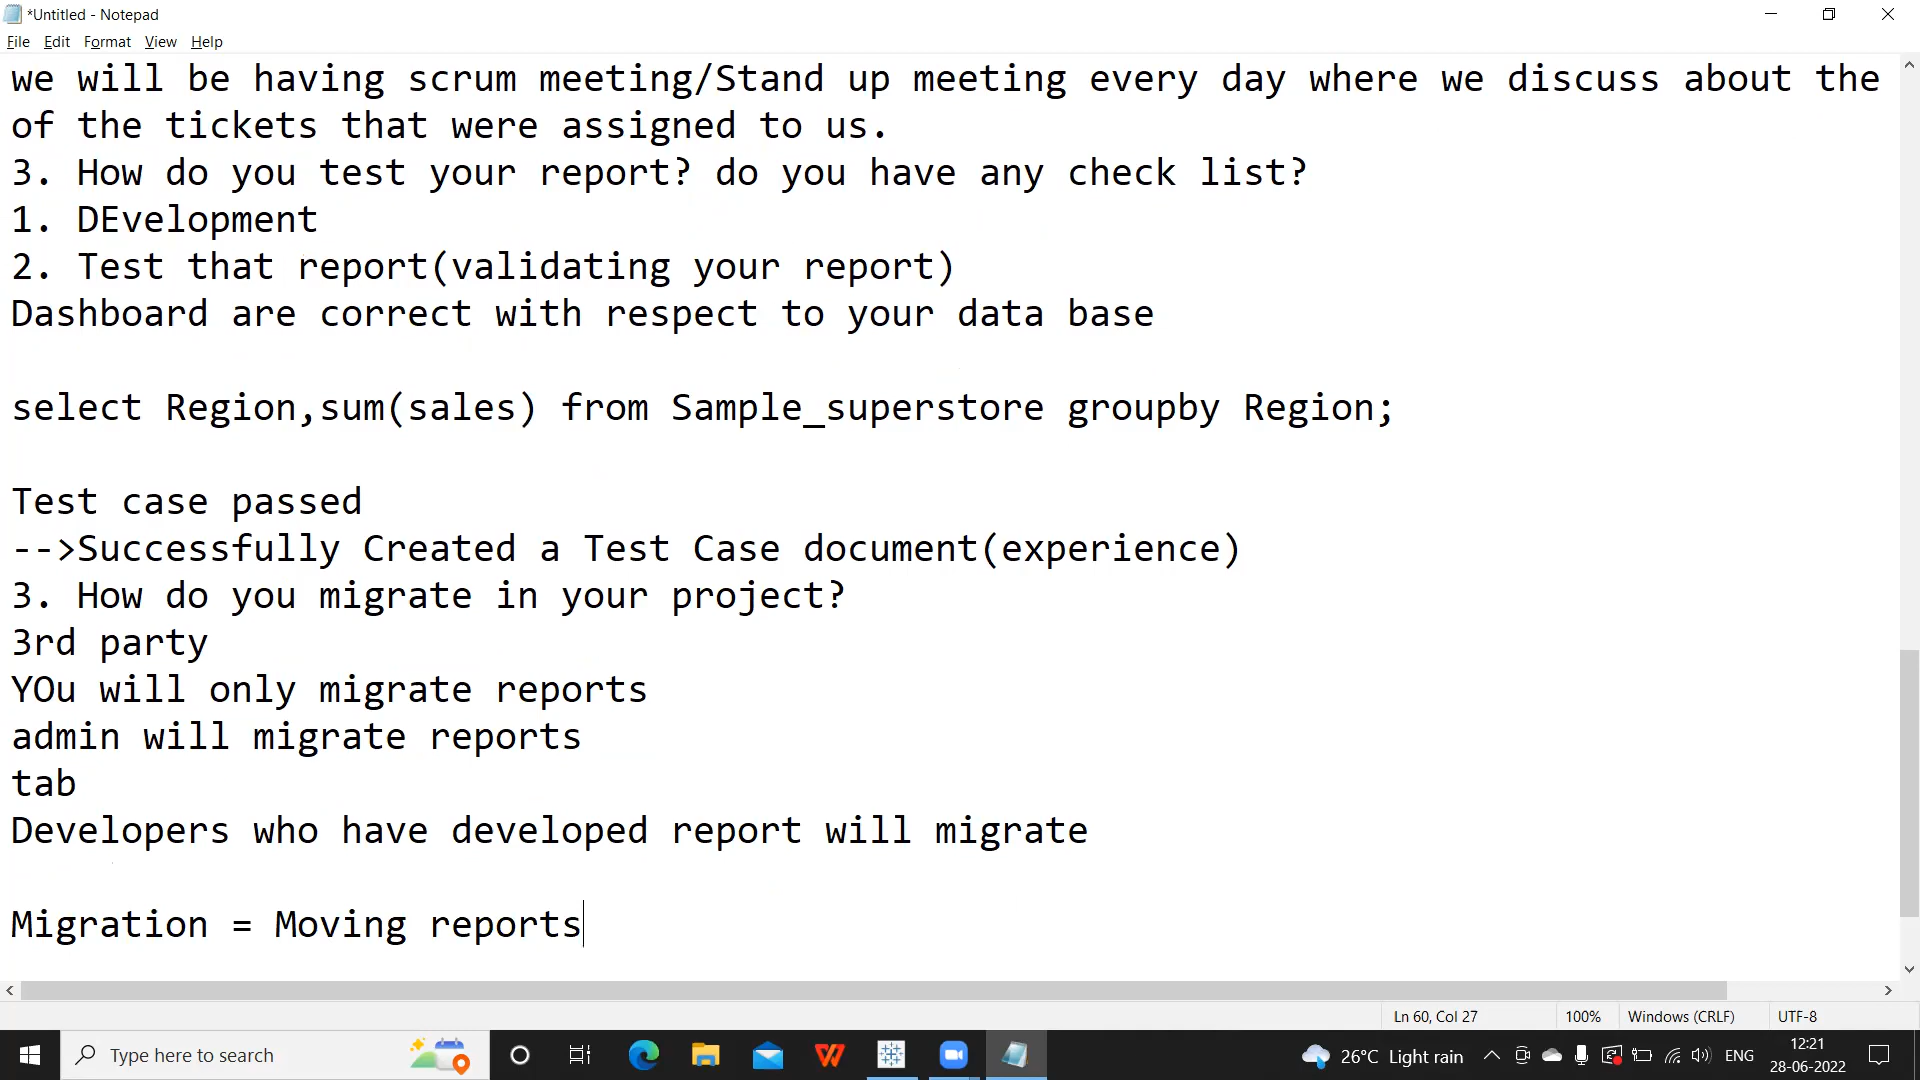 *Untitled - Notepad
File Edit Format View Help
we will be having scrum meeting/Stand up meeting every day where we discuss about the
of the tickets that were assigned to us.
3. How do you test your report? do you have any check list?
1. DEvelopment
2. Test that report(validating your report)
Dashboard are correct with respect to your data base
select Region,sum(sales) from Sample_superstore groupby Region;
Test case passed
-->Successfully Created a Test Case document(experience)
3. How do you migrate in your project?
3rd party
YOu will only migrate reports
admin will migrate reports
tab
Developers who have developed report will migrate
Migration = Moving reports
Ln 60, Col 27 100% Windows (CRLF) UTF-8
Type here to search
26°C Light rain
ENG
12:21
28-06-2022